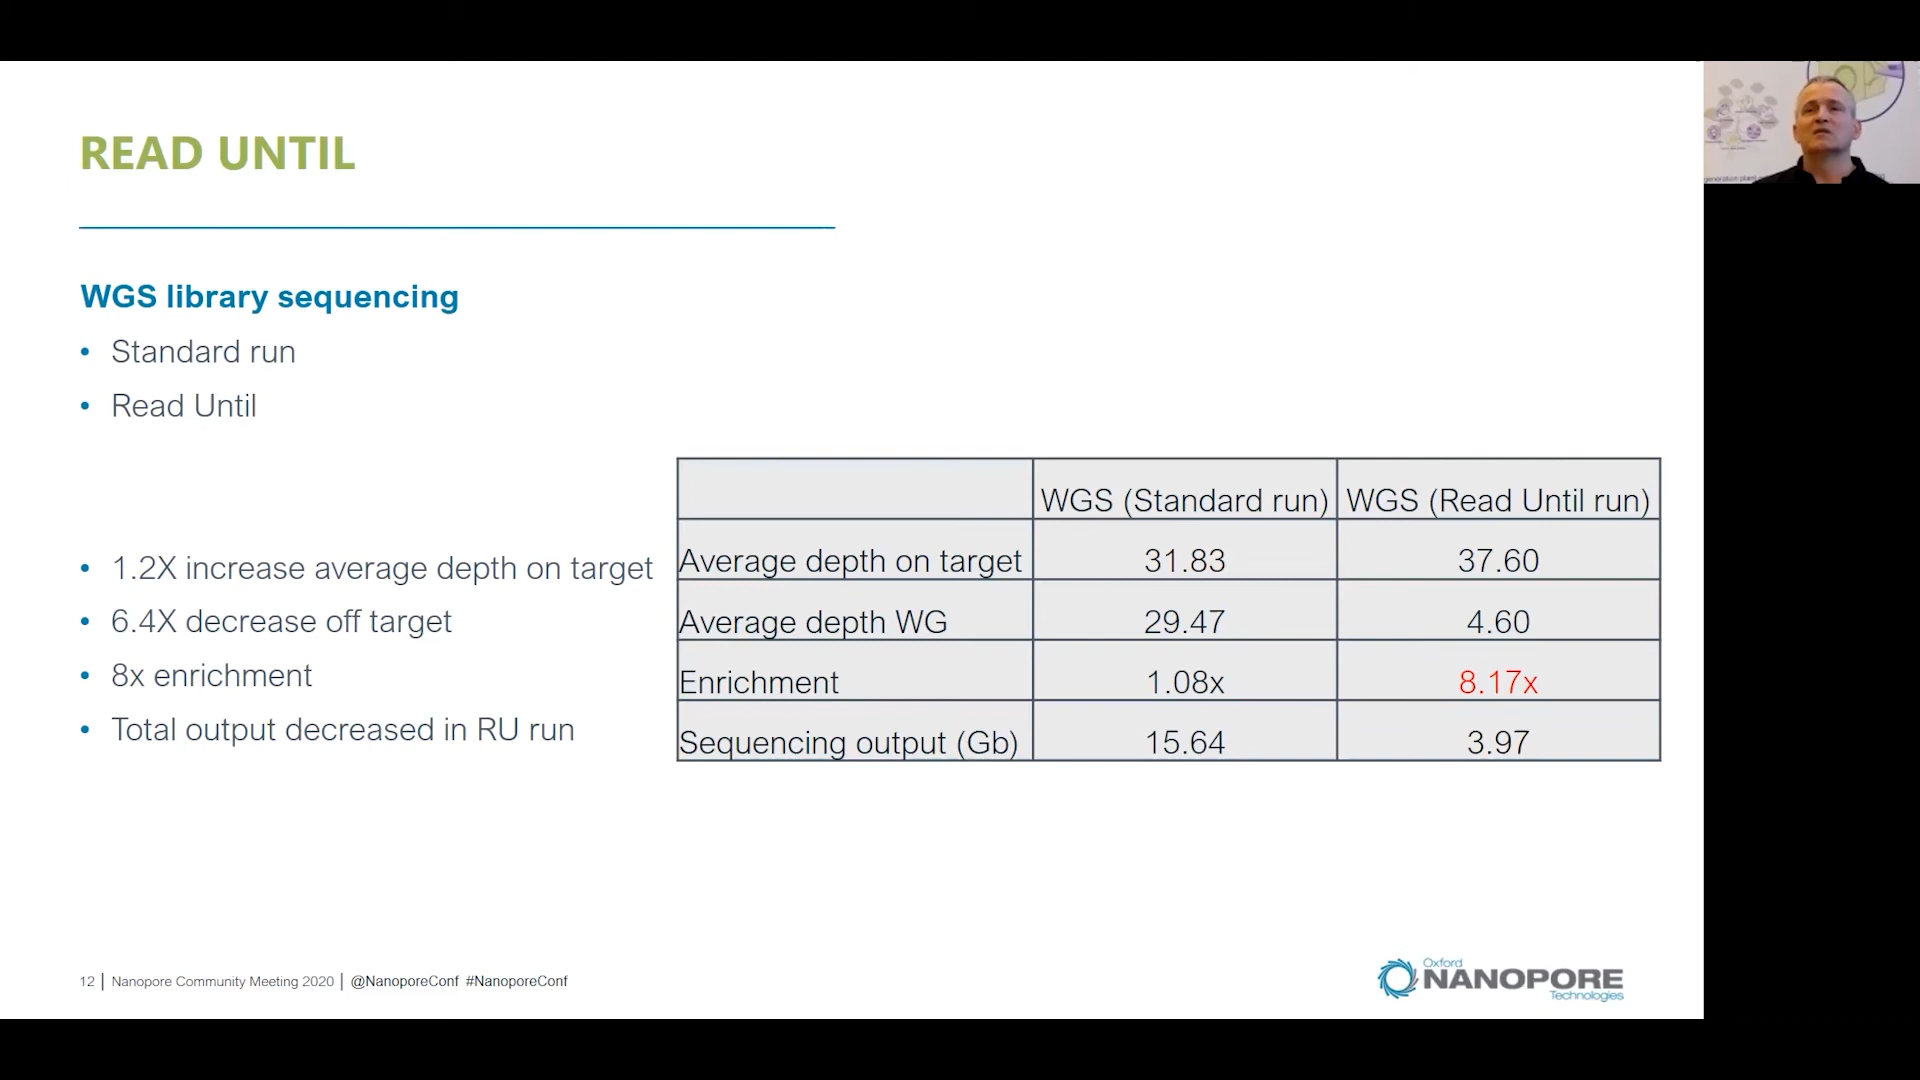 READ UNTIL
WGS library sequencing
• Standard run
• Read Until
• 1.2X increase average depth on target
• 6.4X decrease off target
• 8x enrichment
• Total output decreased in RU run
WGS (Standard run) WGS (Read Until run)
Average depth on target 31.83 37.60
Average depth WG 29.47 4.60
Enrichment 1.08x 8.17x
Sequencing output (Gb) 15.64 3.97
12 | Nanopore Community Meeting 2020 | @NanoporeConf #NanoporeConf
Oxford
NANOPORE
Technologies